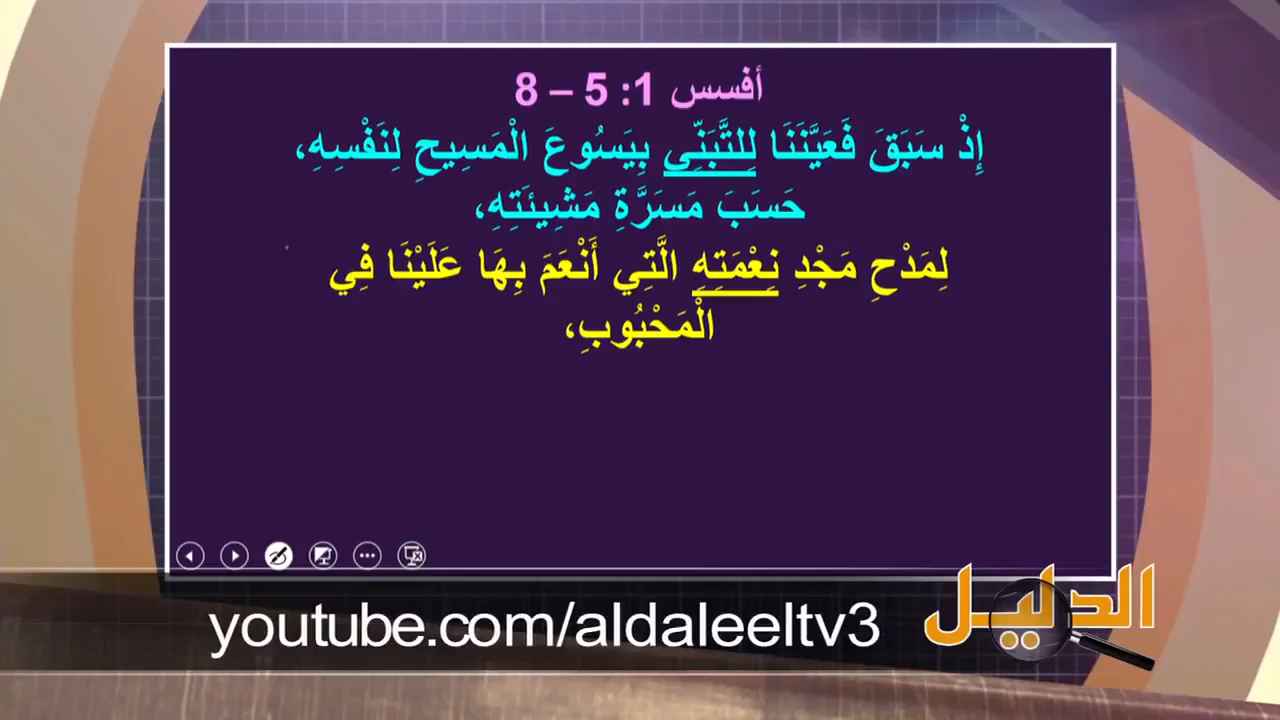 أفسس 1: 5 – 8
إِذْ سَبَقَ فَعَيَّنَنَا لِلتَّبَنِّي بِيَسُوعَ الْمَسِيحِ لِنَفْسِهِ،
حَسَبَ مَسَرَّةِ مَشِيئَتِهِ،
لِمَدْحِ مَجْدِ نِعْمَتِهِ الَّتِي أَنْعَمَ بِهَا عَلَيْنَا فِي
الْمَحْبُوبِ،
youtube.com/aldaleeltv3
الدليل